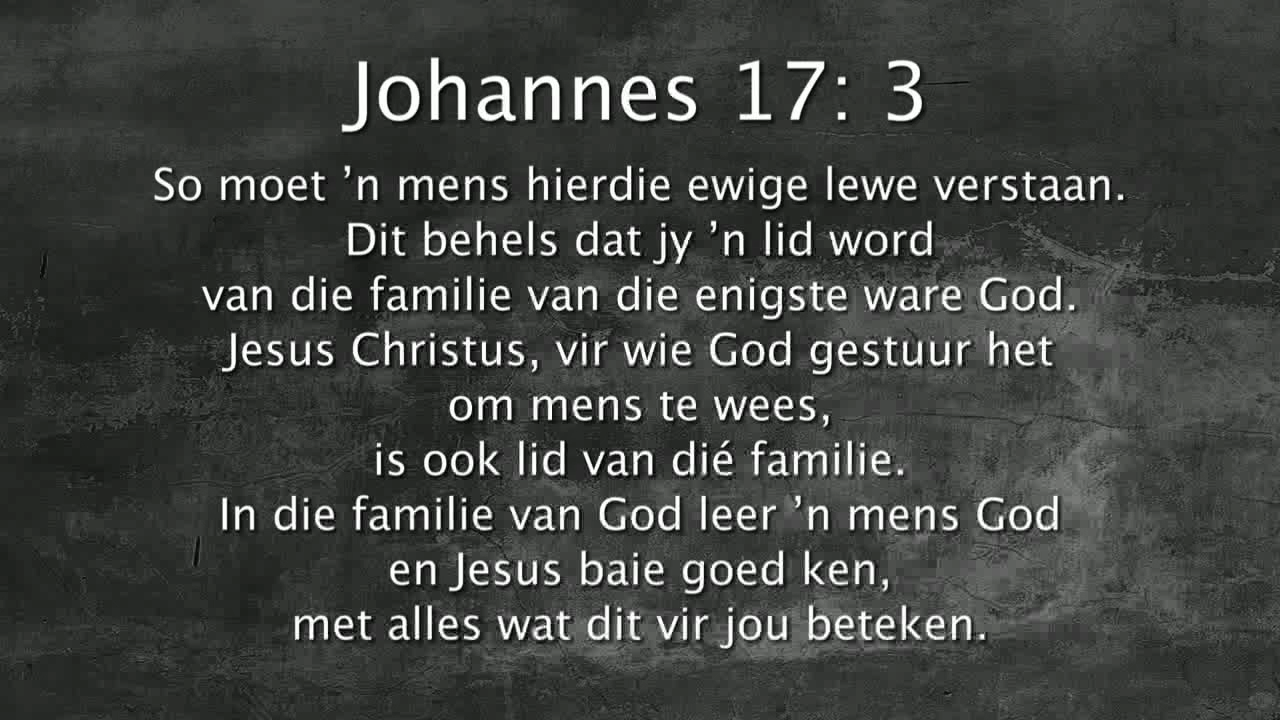 Johannes 17: 3
So moet ’n mens hierdie ewige lewe verstaan.
Dit behels dat jy ’n lid word
van die familie van die enigste ware God.
Jesus Christus, vir wie God gestuur het
om mens te wees,
is ook lid van dié familie.
In die familie van God leer ’n mens God
en Jesus baie goed ken,
met alles wat dit vir jou beteken.